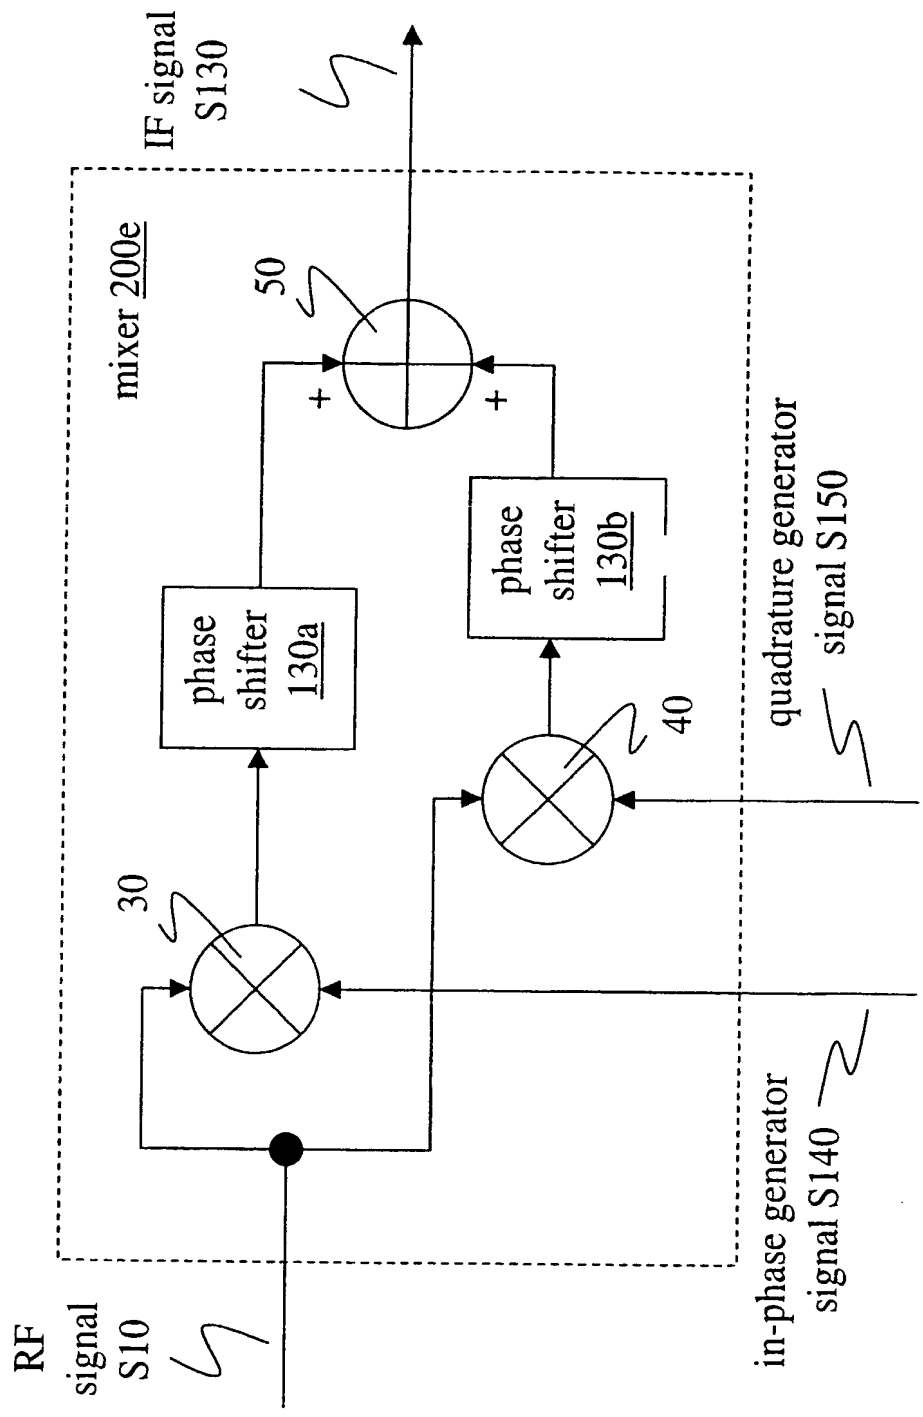 RF
signal
S10
mixer 200e
IF signal
S130
30
phase
shifter
130a
50
+
+
40
phase
shifter
130b
in-phase generator
signal S140
quadrature generator
signal S150